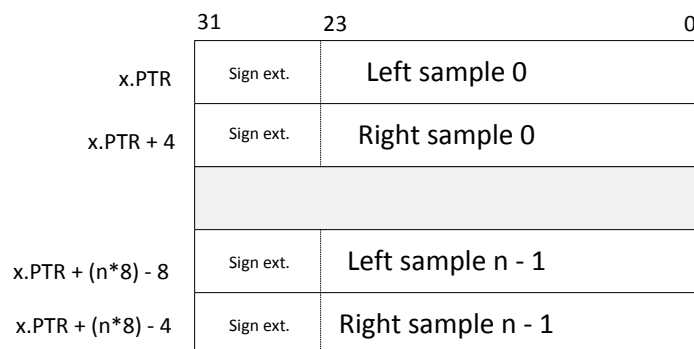 31 23 0
x.PTR Sign ext. Left sample 0
x.PTR + 4 Sign ext. Right sample 0
x.PTR + (n*8) - 8 Sign ext. Left sample n - 1
x.PTR + (n*8) - 4 Sign ext. Right sample n - 1